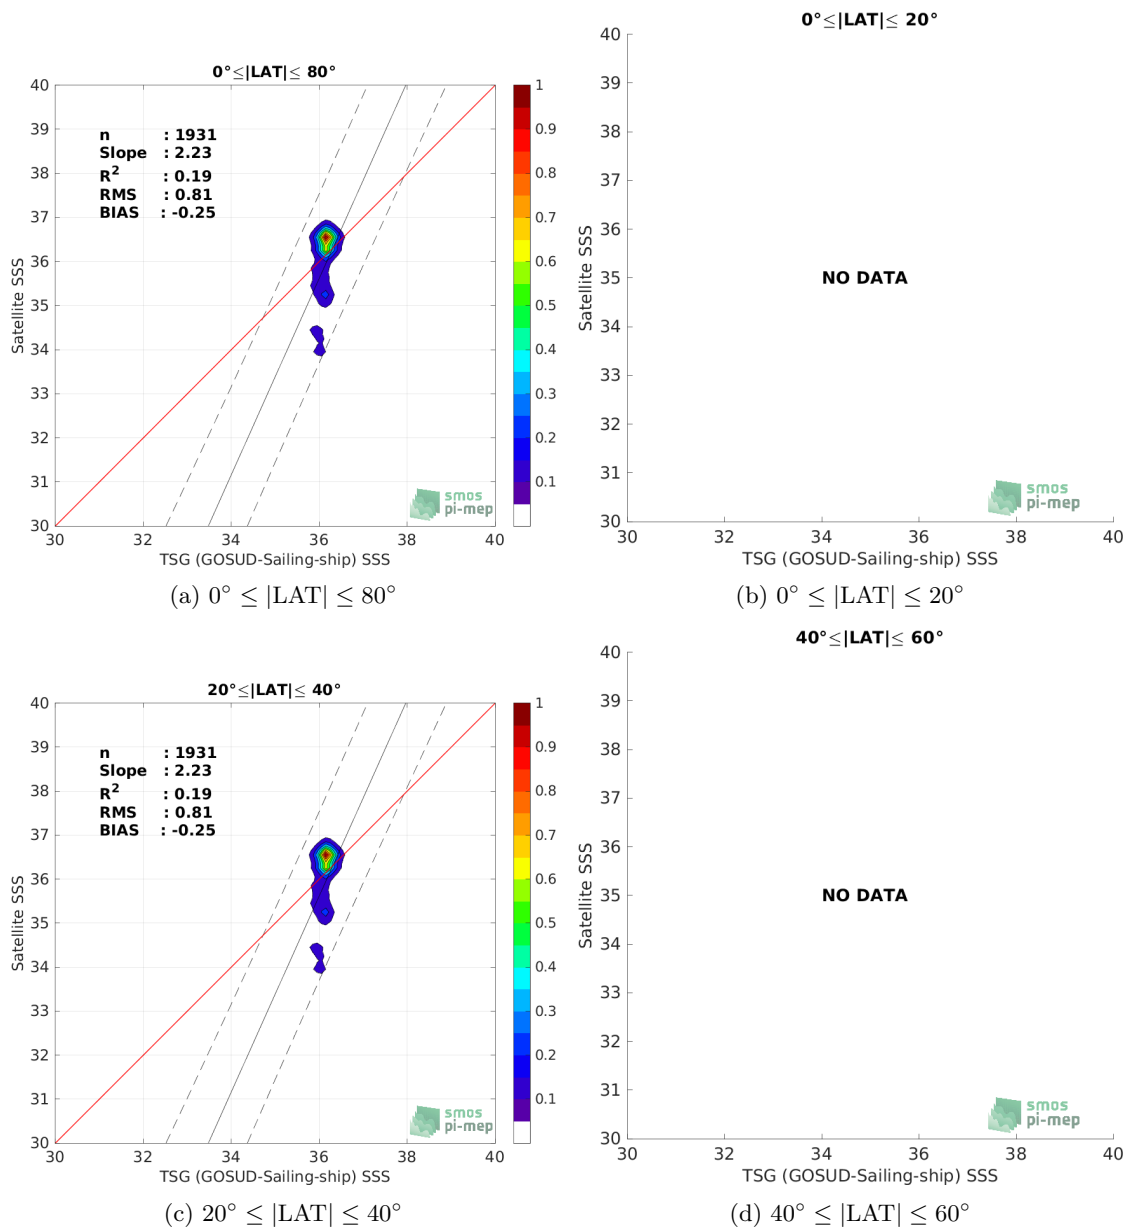 0°≤|LAT|≤ 80°
40
39
38
37
36
35
34
33
32
31
30
Satellite SSS
n : 1931
Slope : 2.23
R² : 0.19
RMS : 0.81
BIAS : -0.25
smos
pi-mep
30 32 34 36 38 40
TSG (GOSUD-Sailing-ship) SSS
1
0.9
0.8
0.7
0.6
0.5
0.4
0.3
0.2
0.1
(a) 0° ≤ |LAT| ≤ 80°
0°≤|LAT|≤ 20°
40
39
38
37
36
35
34
33
32
31
30
Satellite SSS
NO DATA
smos
pi-mep
30 32 34 36 38 40
TSG (GOSUD-Sailing-ship) SSS
(b) 0° ≤ |LAT| ≤ 20°
20°≤|LAT|≤ 40°
40
39
38
37
36
35
34
33
32
31
30
Satellite SSS
n : 1931
Slope : 2.23
R² : 0.19
RMS : 0.81
BIAS : -0.25
smos
pi-mep
30 32 34 36 38 40
TSG (GOSUD-Sailing-ship) SSS
1
0.9
0.8
0.7
0.6
0.5
0.4
0.3
0.2
0.1
(c) 20° ≤ |LAT| ≤ 40°
40°≤|LAT|≤ 60°
40
39
38
37
36
35
34
33
32
31
30
Satellite SSS
NO DATA
smos
pi-mep
30 32 34 36 38 40
TSG (GOSUD-Sailing-ship) SSS
(d) 40° ≤ |LAT| ≤ 60°